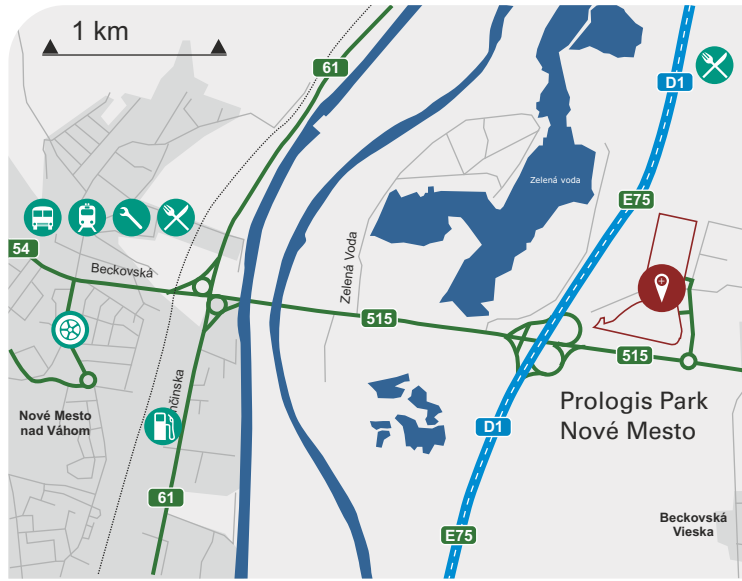 1 km
61
D1
Zelená voda
E75
54
Beckovská
Zelená Voda
515
515
Nové Mesto
nad Váhom
Prologis Park
Nové Mesto
D1
61
E75
Beckovská
Vieska